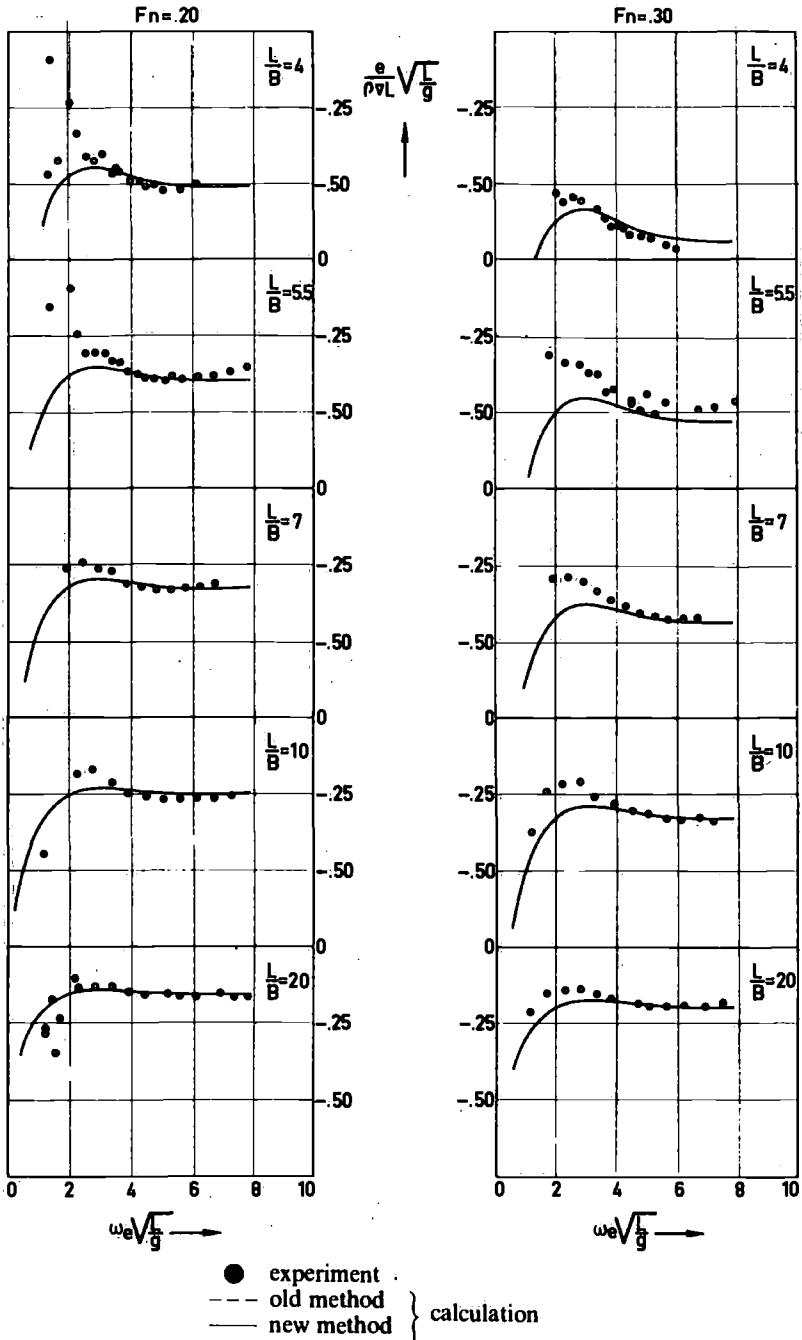 Fn=.20
Fn=.30
L/B=4
e/ρ∇L √L/g
L/B=4
-.25
-.25
-.50
-.50
0
0
L/B=5.5
L/B=5.5
-.25
-.25
-.50
-.50
0
0
L/B=7
L/B=7
-.25
-.25
-.50
-.50
0
0
L/B=10
L/B=10
-.25
-.25
-.50
-.50
0
0
L/B=20
L/B=20
-.25
-.25
-.50
-.50
0 2 4 6 8 10
0 2 4 6 8 10
ωe√L/g
ωe√L/g
experiment
old method
new method
calculation